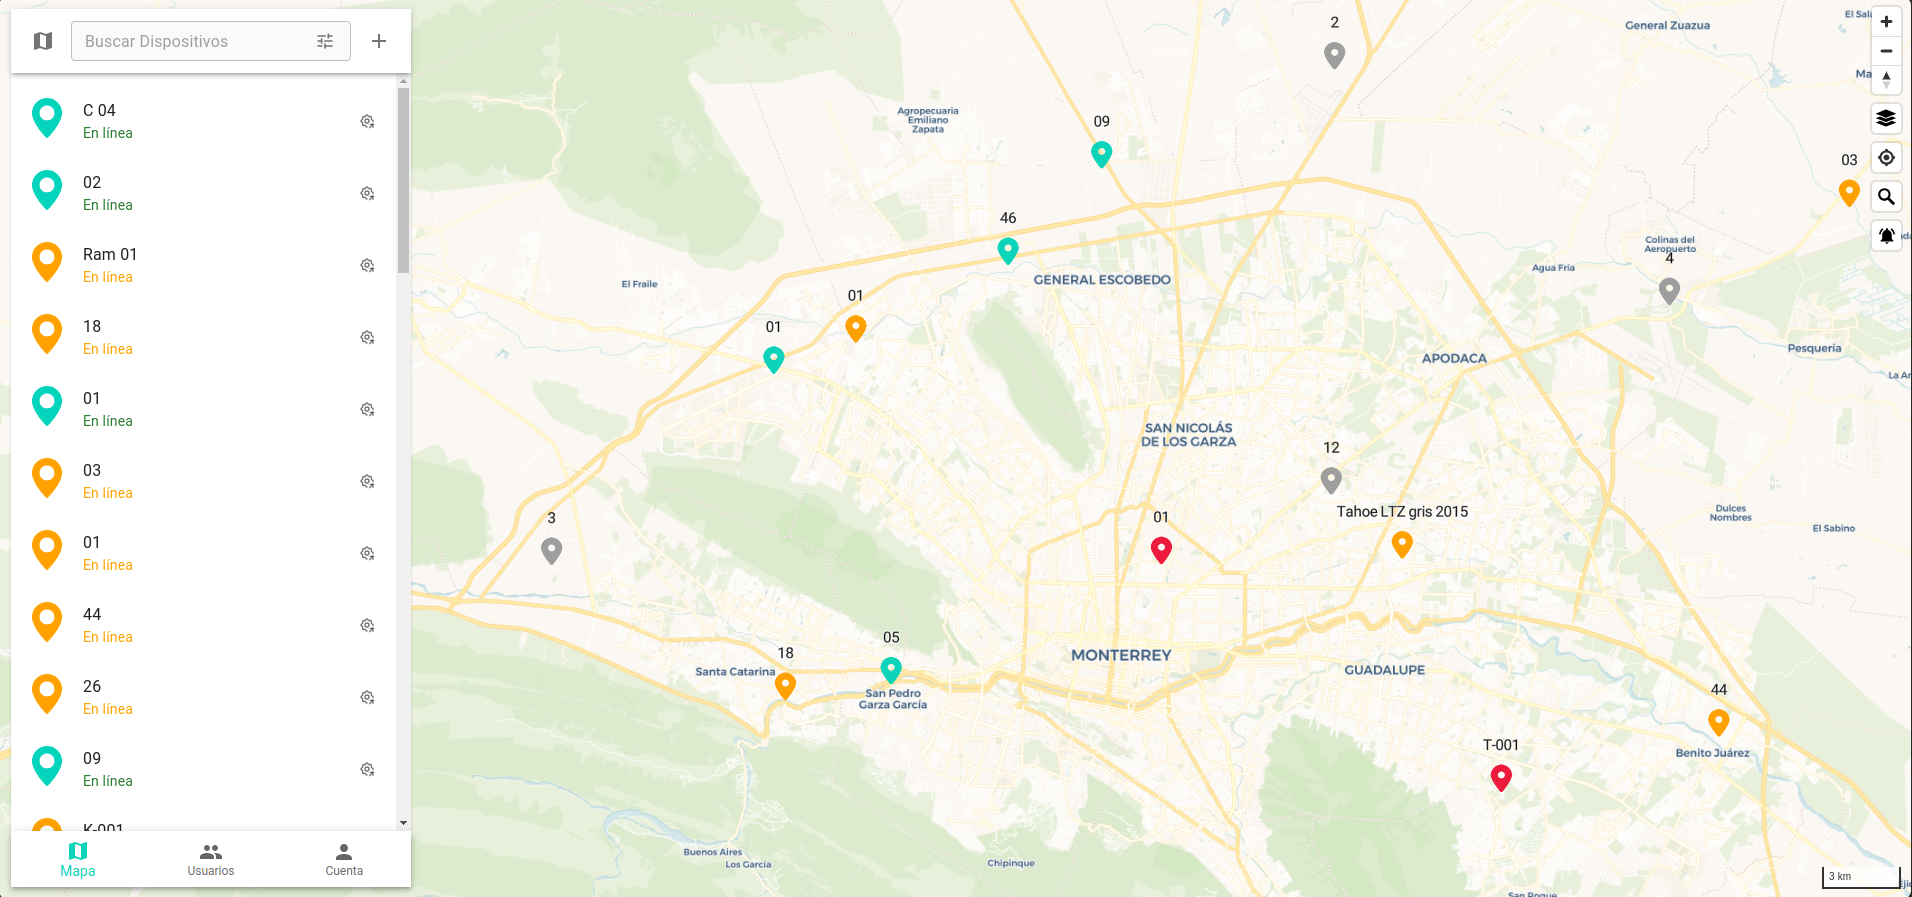 Buscar Dispositivos
C 04
En línea
02
En línea
Ram 01
En línea
18
En línea
01
En línea
03
En línea
01
En línea
44
En línea
26
En línea
09
En línea
K-001
Mapa
Usuarios
Cuenta
2
General Zuazua
Agropecuaria
Emiliano
Zapata
09
03
46
Colinas del
Aeropuerto
4
Agua Fría
GENERAL ESCOBEDO
El Fraile
01
01
Pesquería
APODACA
SAN NICOLÁS
DE LOS GARZA
12
Tahoe LTZ gris 2015
Dulces
Nombres
El Sabino
3
01
05
18
Santa Catarina
San Pedro
Garza García
MONTERREY
GUADALUPE
44
T-001
Benito Juárez
Buenos Aires
Los García
Chipinque
San Roque
3 km